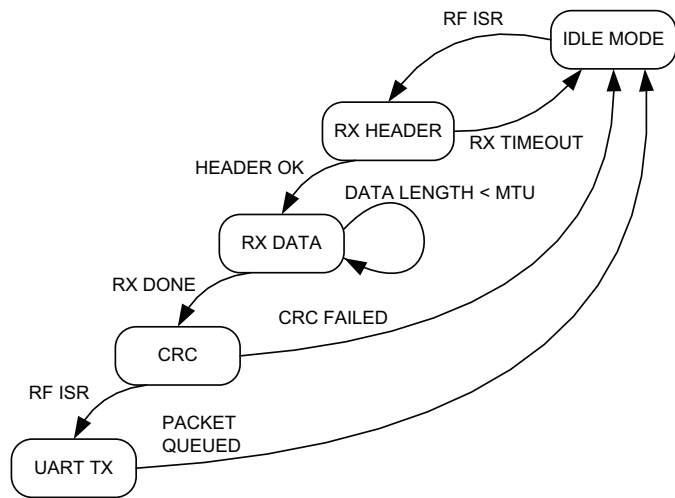 RF ISR
IDLE MODE
RX HEADER
RX TIMEOUT
HEADER OK
DATA LENGTH < MTU
RX DATA
RX DONE
CRC FAILED
CRC
RF ISR
PACKET
QUEUED
UART TX